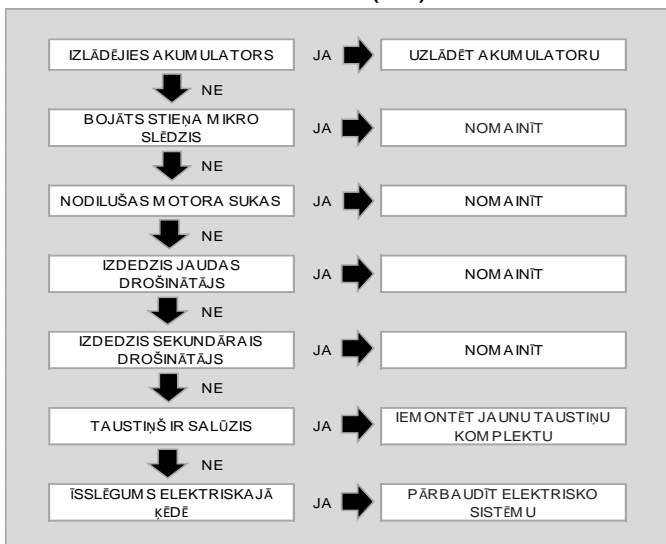 IZLĀDĒJIES AKUMULATORS JA UZLĀDĒT AKUMULATORU
NE
BOJĀTS STIEŅA MIKRO
SLĒDZIS
JA NOMAINĪT
NE
NODILUŠAS MOTORA SUKAS JA NOMAINĪT
NE
IZDEDZIS JAUDAS
DROŠINĀTĀJS
JA NOMAINĪT
NE
IZDEDZIS SEKUNDĀRAIS
DROŠINĀTĀJS
JA NOMAINĪT
NE
TAUSTIŅŠ IR SALŪZIS JA IEMONTĒT JAUNU TAUSTIŅU
KOMPLEKTU
NE
ĪSSLĒGUMS ELEKTRISKAJĀ
ĶĒDĒ
JA PĀRBAUDĪT ELEKTRISKO
SISTĒMU